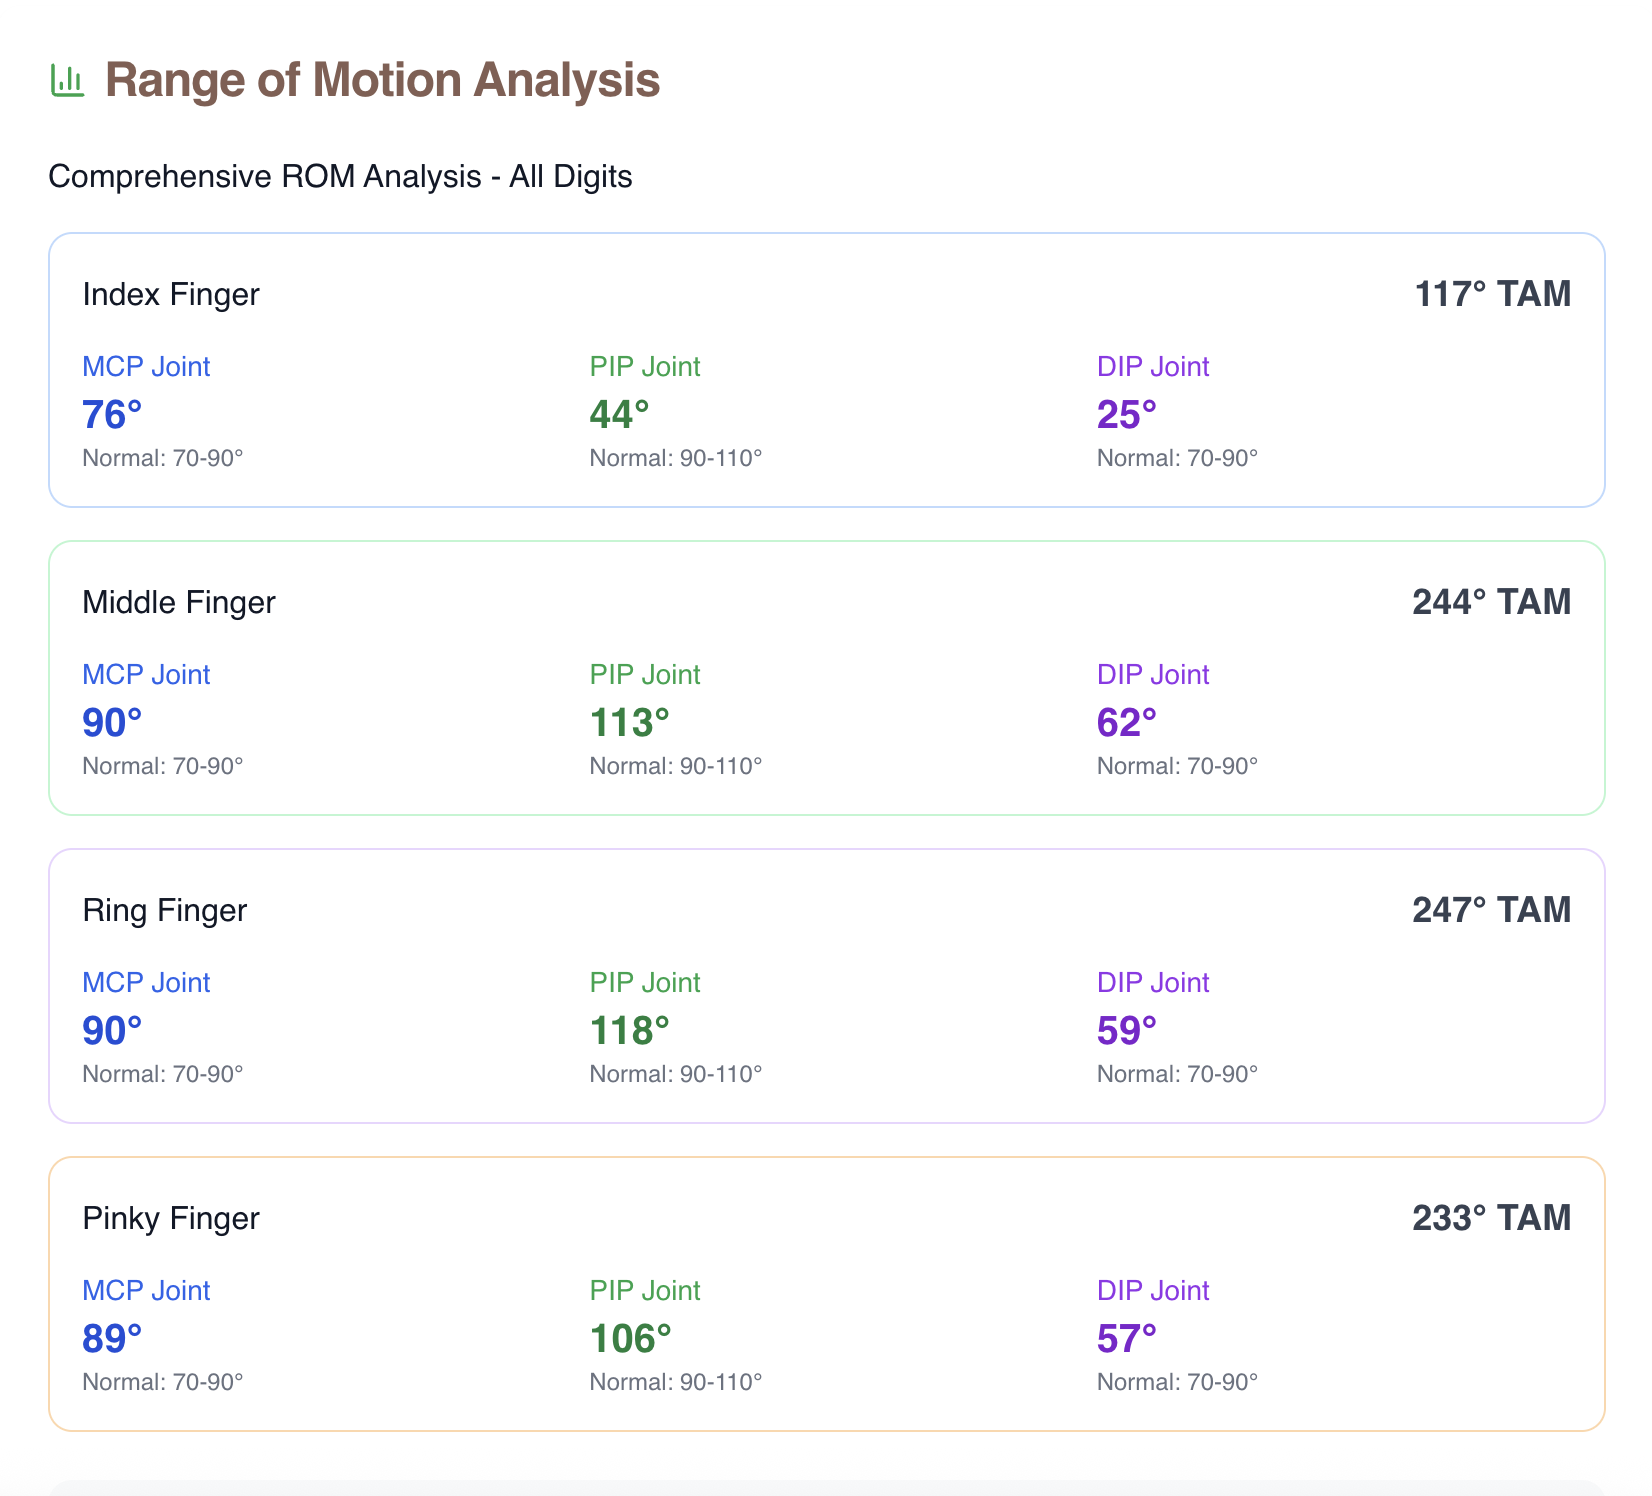 Range of Motion Analysis
Comprehensive ROM Analysis - All Digits
Index Finger
117° TAM
MCP Joint
PIP Joint
DIP Joint
76°
44°
25°
Normal: 70-90°
Normal: 90-110°
Normal: 70-90°
Middle Finger
244° TAM
MCP Joint
PIP Joint
DIP Joint
90°
113°
62°
Normal: 70-90°
Normal: 90-110°
Normal: 70-90°
Ring Finger
247° TAM
MCP Joint
PIP Joint
DIP Joint
90°
118°
59°
Normal: 70-90°
Normal: 90-110°
Normal: 70-90°
Pinky Finger
233° TAM
MCP Joint
PIP Joint
DIP Joint
89°
106°
57°
Normal: 70-90°
Normal: 90-110°
Normal: 70-90°